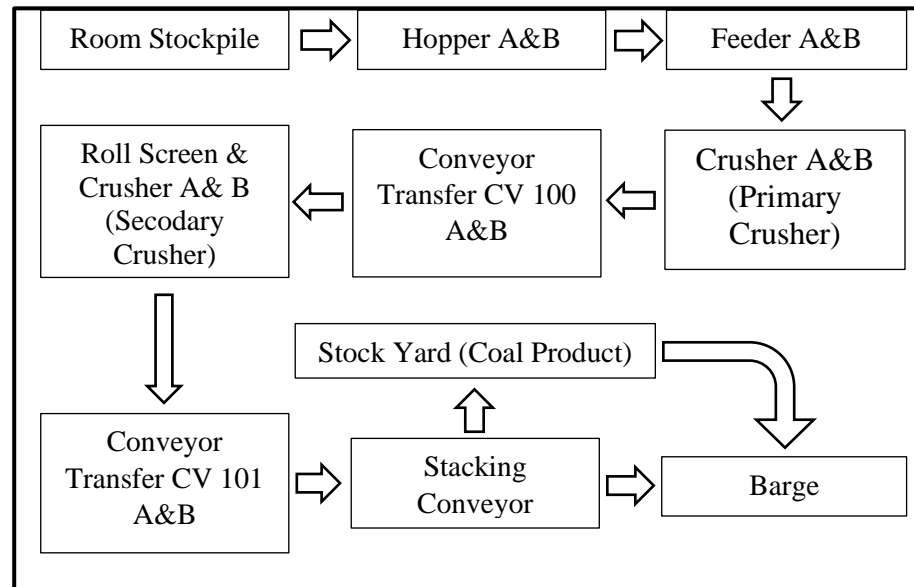 Room Stockpile
Hopper A&B
Feeder A&B
Crusher A&B
(Primary
Crusher)
Conveyor
Transfer CV 100
A&B
Roll Screen &
Crusher A& B
(Secodary
Crusher)
Conveyor
Transfer CV 101
A&B
Stacking
Conveyor
Stock Yard (Coal Product)
Barge